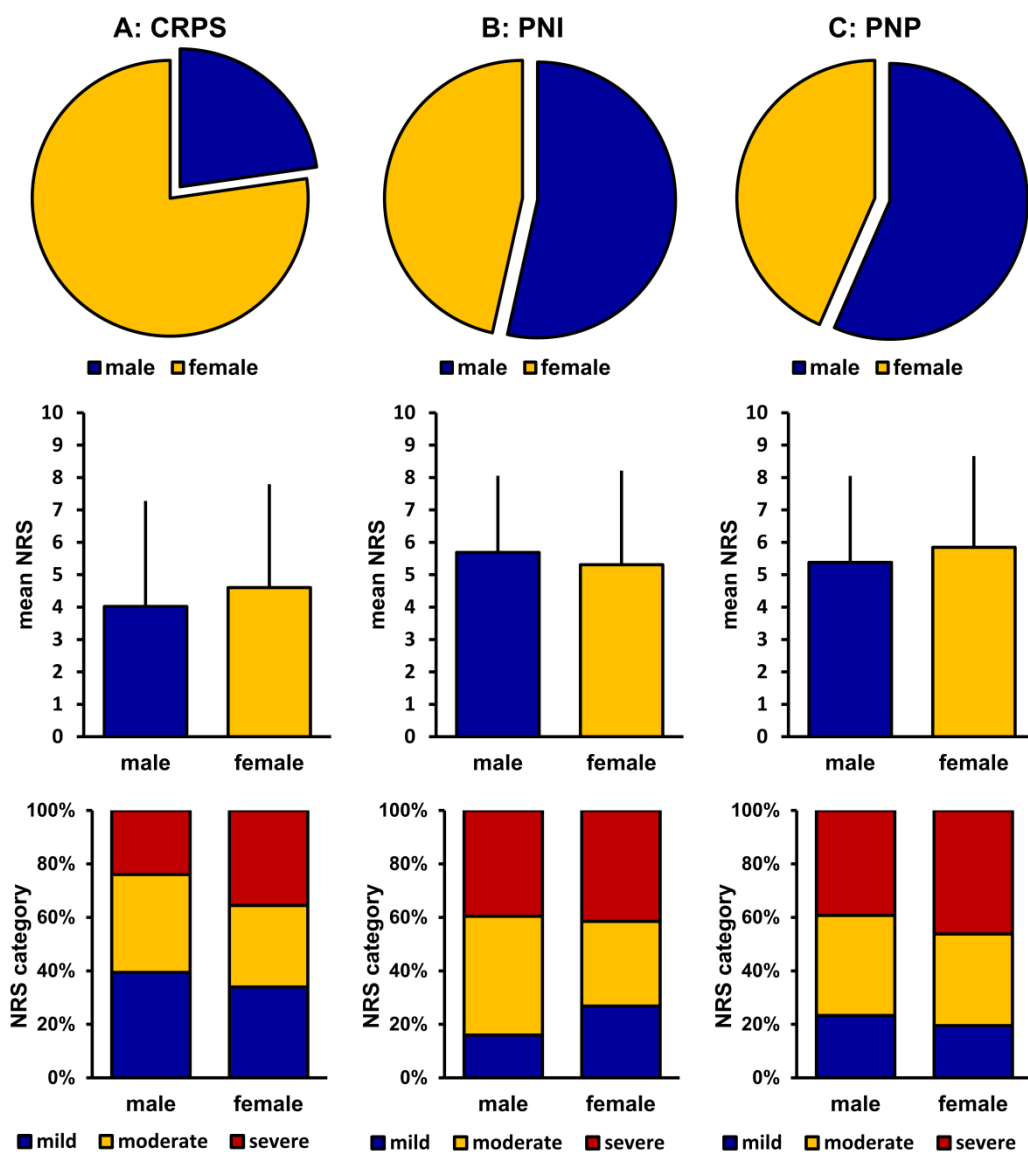 A: CRPS
B: PNI
C: PNP
male female
male female
male female
mean NRS
10
9
8
7
6
5
4
3
2
1
0
male female
mean NRS
10
9
8
7
6
5
4
3
2
1
0
male female
mean NRS
10
9
8
7
6
5
4
3
2
1
0
male female
NRS category
100%
80%
60%
40%
20%
0%
male female
mild moderate severe
NRS category
100%
80%
60%
40%
20%
0%
male female
mild moderate severe
NRS category
100%
80%
60%
40%
20%
0%
male female
mild moderate severe